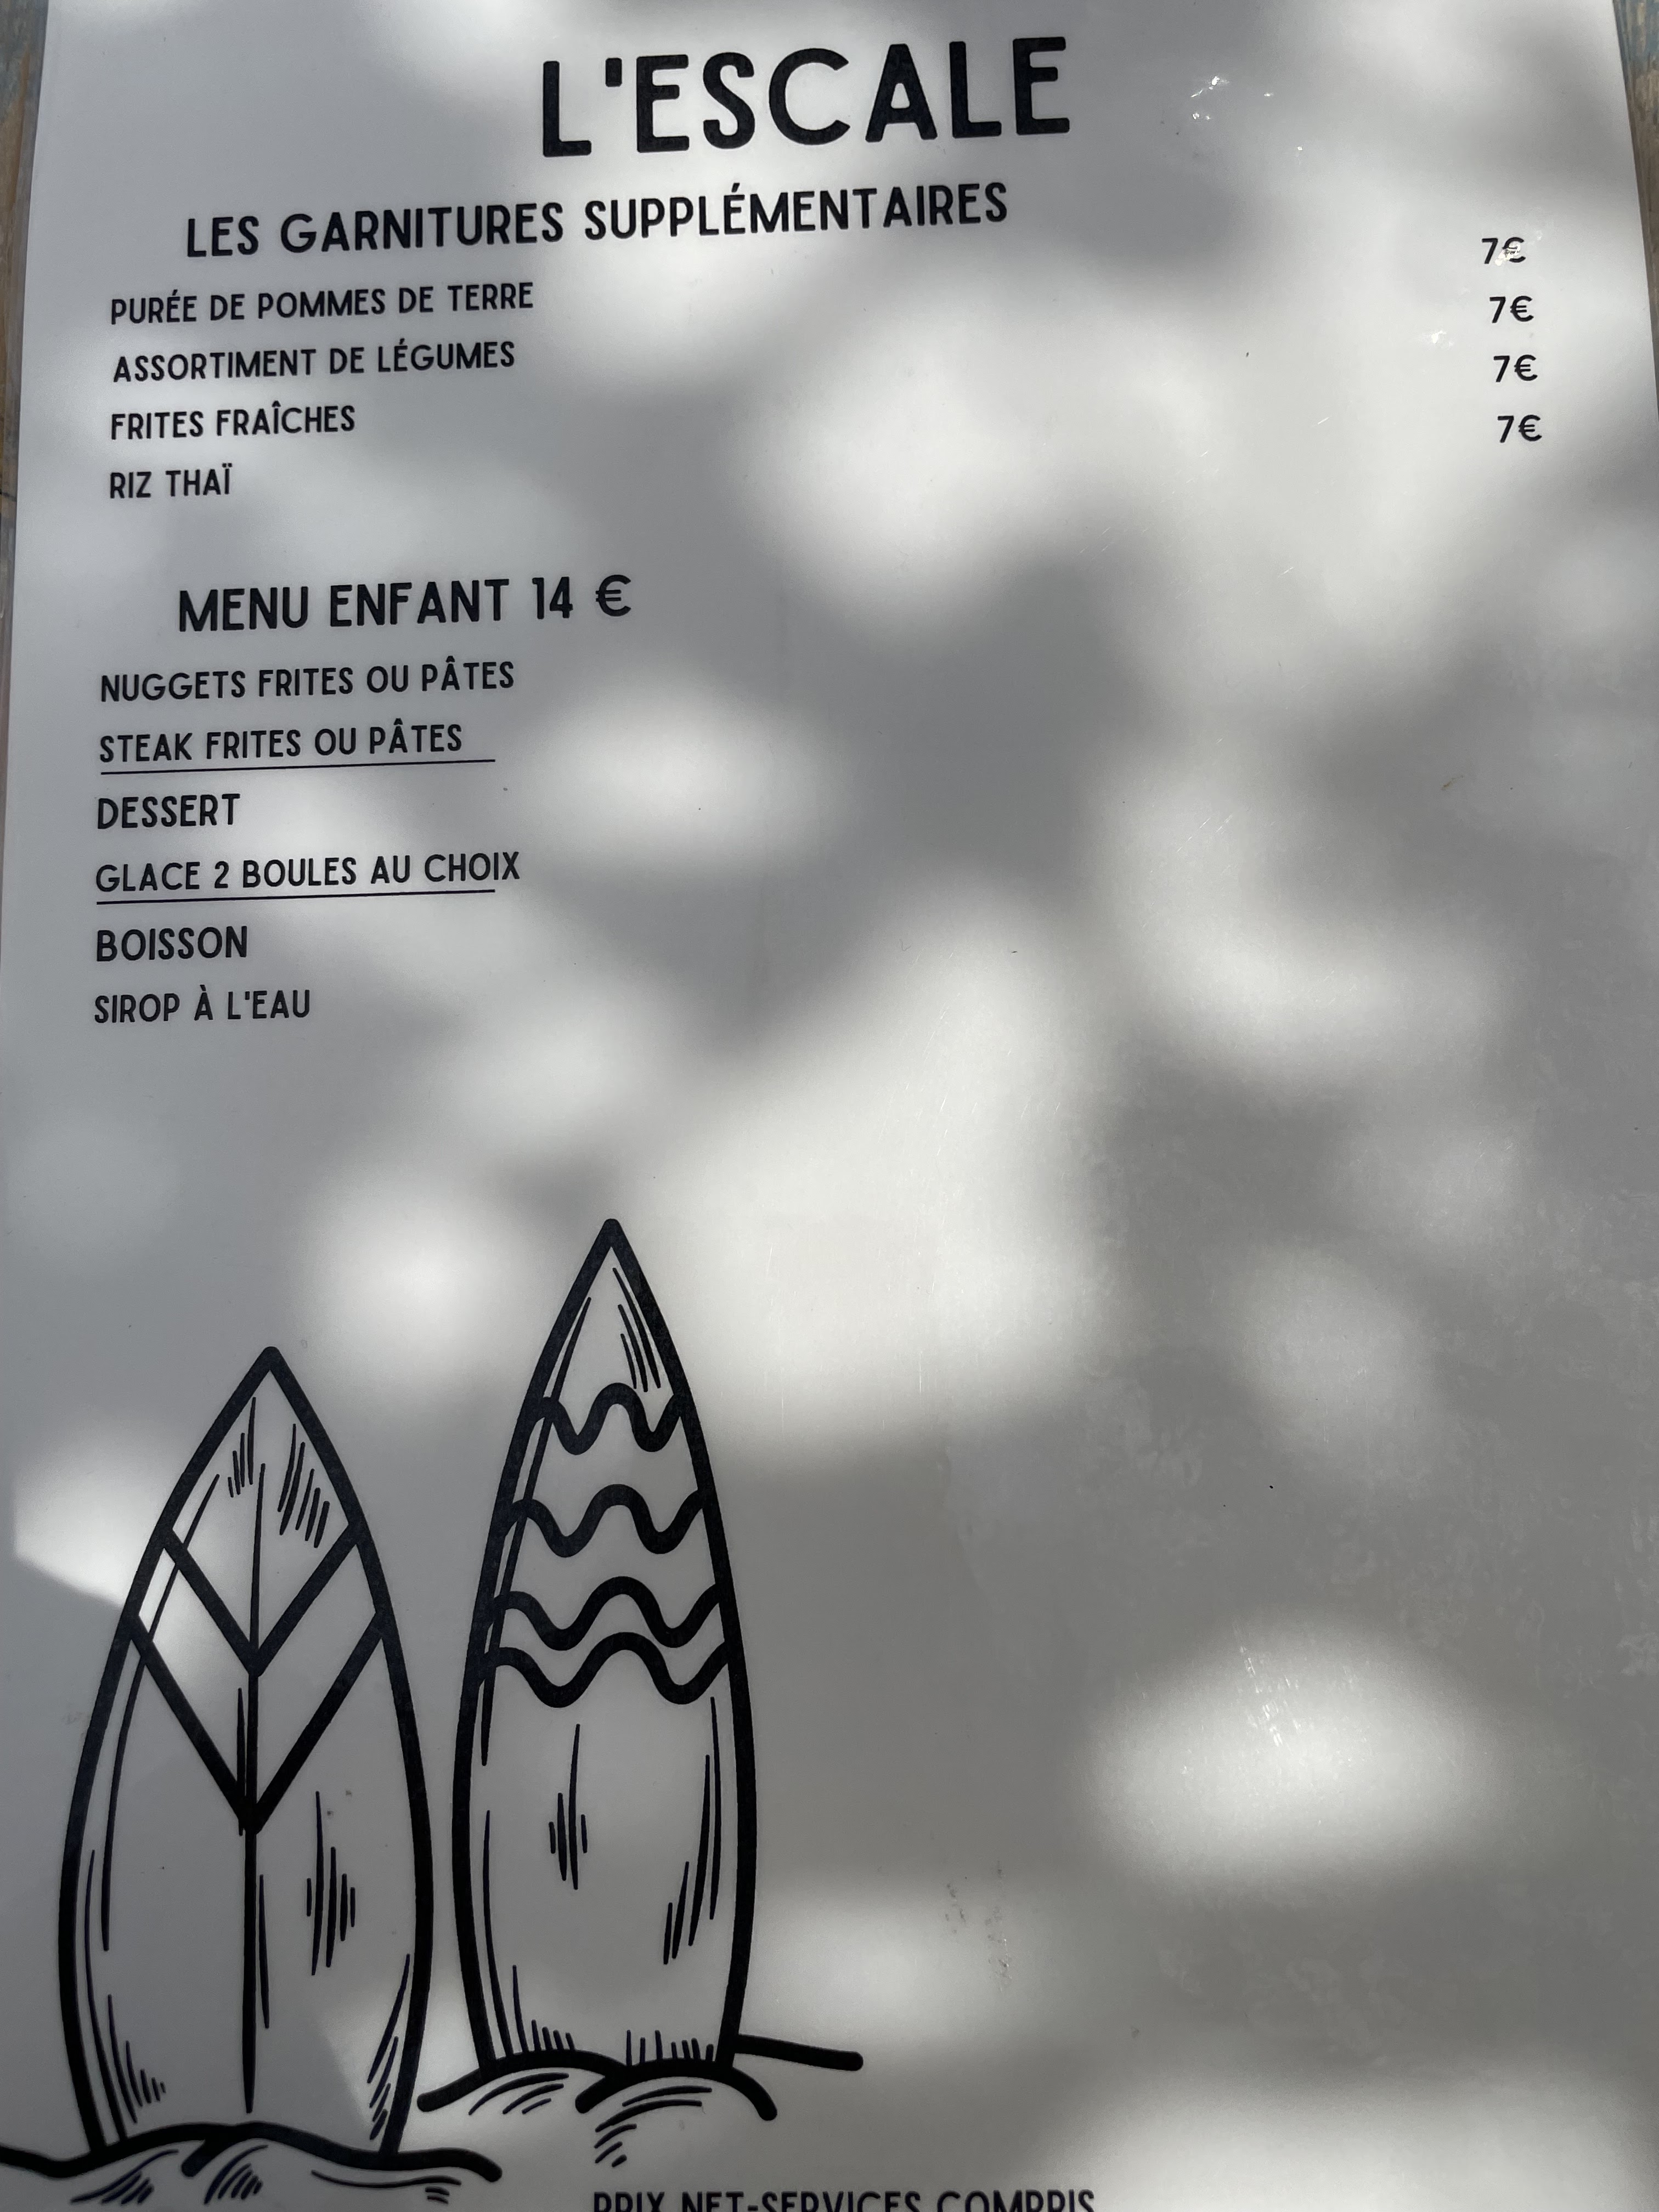 L'ESCALE
LES GARNITURES SUPPLÉMENTAIRES
PURÉE DE POMMES DE TERRE 7€
ASSORTIMENT DE LÉGUMES 7€
FRITES FRAÎCHES 7€
RIZ THAÏ 7€
MENU ENFANT 14 €
NUGGETS FRITES OU PÂTES
STEAK FRITES OU PÂTES
DESSERT
GLACE 2 BOULES AU CHOIX
BOISSON
SIROP À L'EAU
PRIX NET-SERVICES COMPRIS